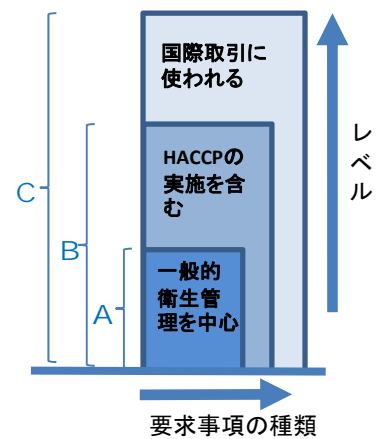 国際取引に
使われる
HACCPの
実施を含
む
一般的
衛生管
理を中心
C
B
A
レベル
要求事項の種類